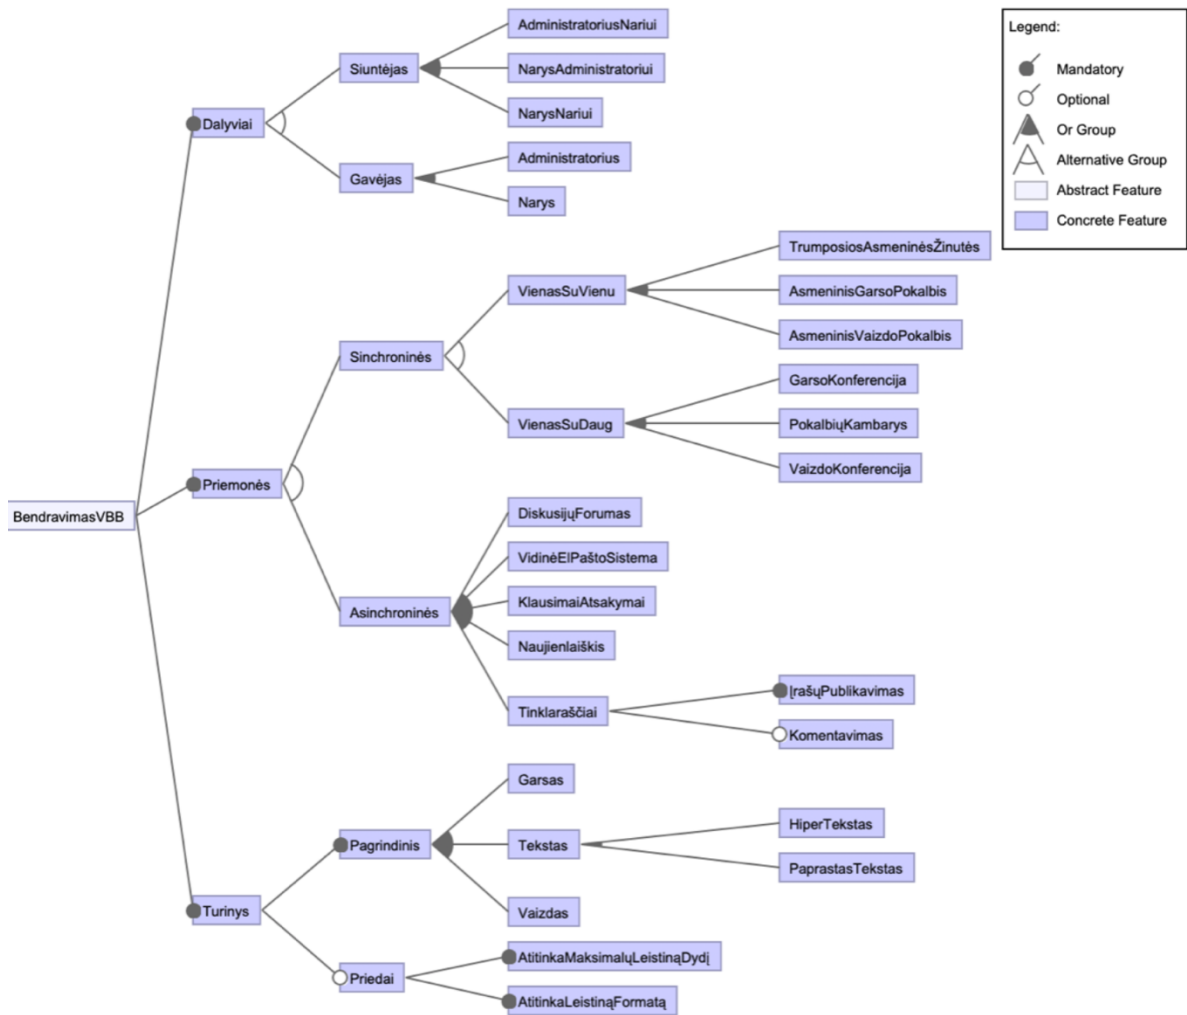 AdministratoriusNariui
Siuntėjas
NarysAdministratoriui
NarysNariui
Dalyviai
Administratorius
Gavėjas
Narys
TrumposiosAsmeninėsŽinutės
VienasSuVienu
AsmeninisGarsoPokalbis
AsmeninisVaizdoPokalbis
Sinchroninės
GarsoKonferencija
VienasSuDaug
PokalbiųKambarys
VaizdoKonferencija
Priemonės
BendravimasVBB
DiskusijųForumas
VidinėElPaštoSistema
KlausimaiAtsakymai
Asinchroninės
Naujienlaiškis
Tinklaraščiai
ĮrašųPublikavimas
Komentavimas
Garsas
Pagrindinis
Tekstas
HiperTekstas
PaprastasTekstas
Vaizdas
Turinys
AtitinkaMaksimalųLeistinąDydį
Priedai
AtitinkaLeistinąFormatą
Legend:
Mandatory
Optional
Or Group
Alternative Group
Abstract Feature
Concrete Feature